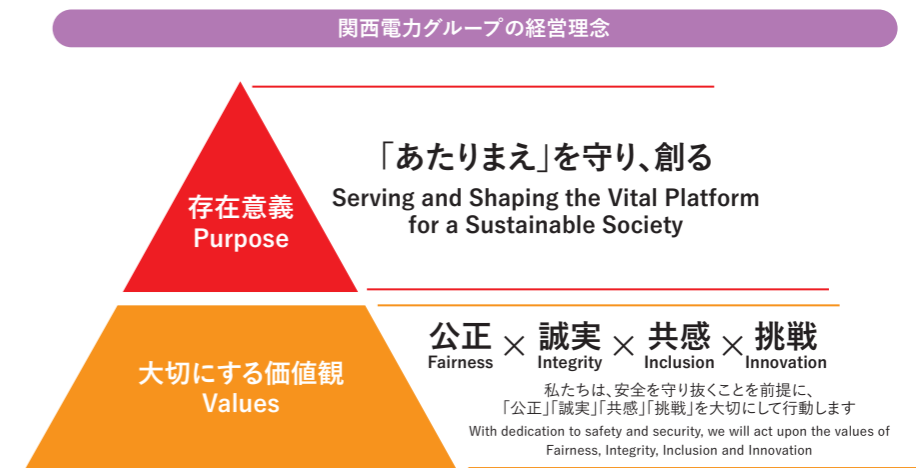 関西電力グループの経営理念
存在意義
Purpose
「あたりまえ」を守り、創る
Serving and Shaping the Vital Platform
for a Sustainable Society
大切にする価値観
Values
公正 × 誠実 × 共感 × 挑戦
Fairness Integrity Inclusion Innovation
私たちは、安全を守り抜くことを前提に、
「公正」「誠実」「共感」「挑戦」を大切にして行動します
With dedication to safety and security, we will act upon the values of
Fairness, Integrity, Inclusion and Innovation